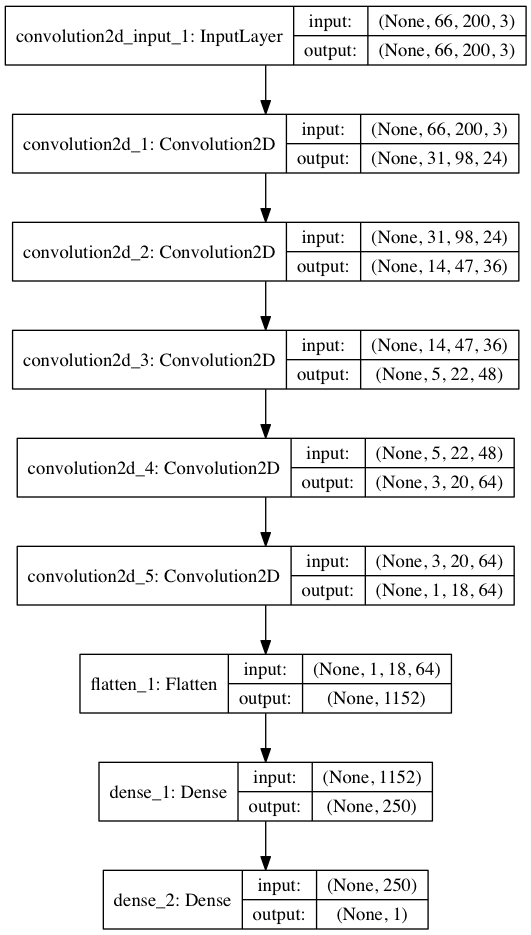 convolution2d_input_1: InputLayer
input: (None, 66, 200, 3)
output: (None, 66, 200, 3)
convolution2d_1: Convolution2D
input: (None, 66, 200, 3)
output: (None, 31, 98, 24)
convolution2d_2: Convolution2D
input: (None, 31, 98, 24)
output: (None, 14, 47, 36)
convolution2d_3: Convolution2D
input: (None, 14, 47, 36)
output: (None, 5, 22, 48)
convolution2d_4: Convolution2D
input: (None, 5, 22, 48)
output: (None, 3, 20, 64)
convolution2d_5: Convolution2D
input: (None, 3, 20, 64)
output: (None, 1, 18, 64)
flatten_1: Flatten
input: (None, 1, 18, 64)
output: (None, 1152)
dense_1: Dense
input: (None, 1152)
output: (None, 250)
dense_2: Dense
input: (None, 250)
output: (None, 1)